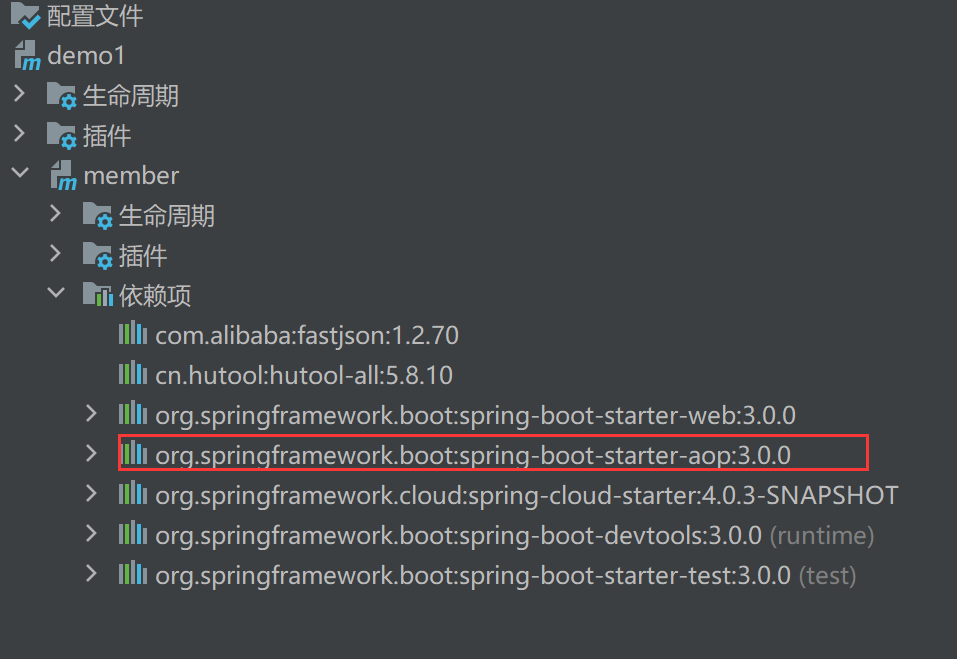 配置文件
demo1
生命周期
插件
member
生命周期
插件
依赖项
com.alibaba:fastjson:1.2.70
cn.hutool:hutool-all:5.8.10
org.springframework.boot:spring-boot-starter-web:3.0.0
org.springframework.boot:spring-boot-starter-aop:3.0.0
org.springframework.cloud:spring-cloud-starter:4.0.3-SNAPSHOT
org.springframework.boot:spring-boot-devtools:3.0.0 (runtime)
org.springframework.boot:spring-boot-starter-test:3.0.0 (test)